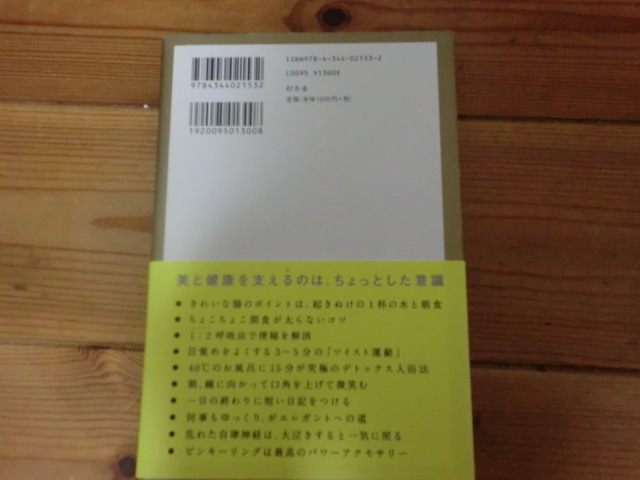 ISBN978-4-344-02153-2
C0095 ¥1300E
9784344021532
幻冬舎
定価(本体1300円+税)
1920095013008
美と健康を支えるのは、ちょっとした意識
● きれいな腸のポイントは、起きぬけの1杯の水と朝食
● ちょこちょこ間食が太らないコツ
● 1:2呼吸法で便秘を解消
● 目覚めをよくする3〜5分の「ツイスト運動」
● 40℃のお風呂に15分が究極のデトックス入浴法
● 朝、鏡に向かって口角を上げて微笑む
● 一日の終わりに短い日記をつける
● 何事もゆっくり、がエレガントへの道
● 乱れた自律神経は、大泣きすると一気に戻る
● ピンキーリングは最高のパワーアクセサリー